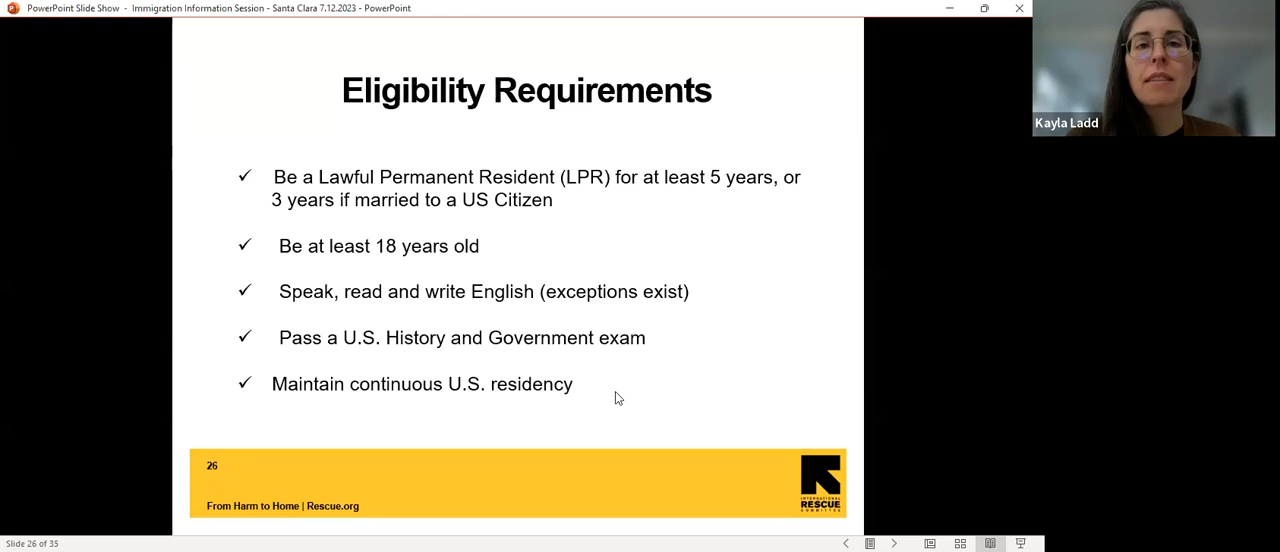 PowerPoint Slide Show - Immigration Information Session - Santa Clara 7.12.2023 - PowerPoint
Kayla Ladd
Eligibility Requirements
✓ Be a Lawful Permanent Resident (LPR) for at least 5 years, or
3 years if married to a US Citizen
✓ Be at least 18 years old
✓ Speak, read and write English (exceptions exist)
✓ Pass a U.S. History and Government exam
✓ Maintain continuous U.S. residency
26
From Harm to Home | Rescue.org
INTERNATIONAL
RESCUE
COMMITTEE
Slide 26 of 35